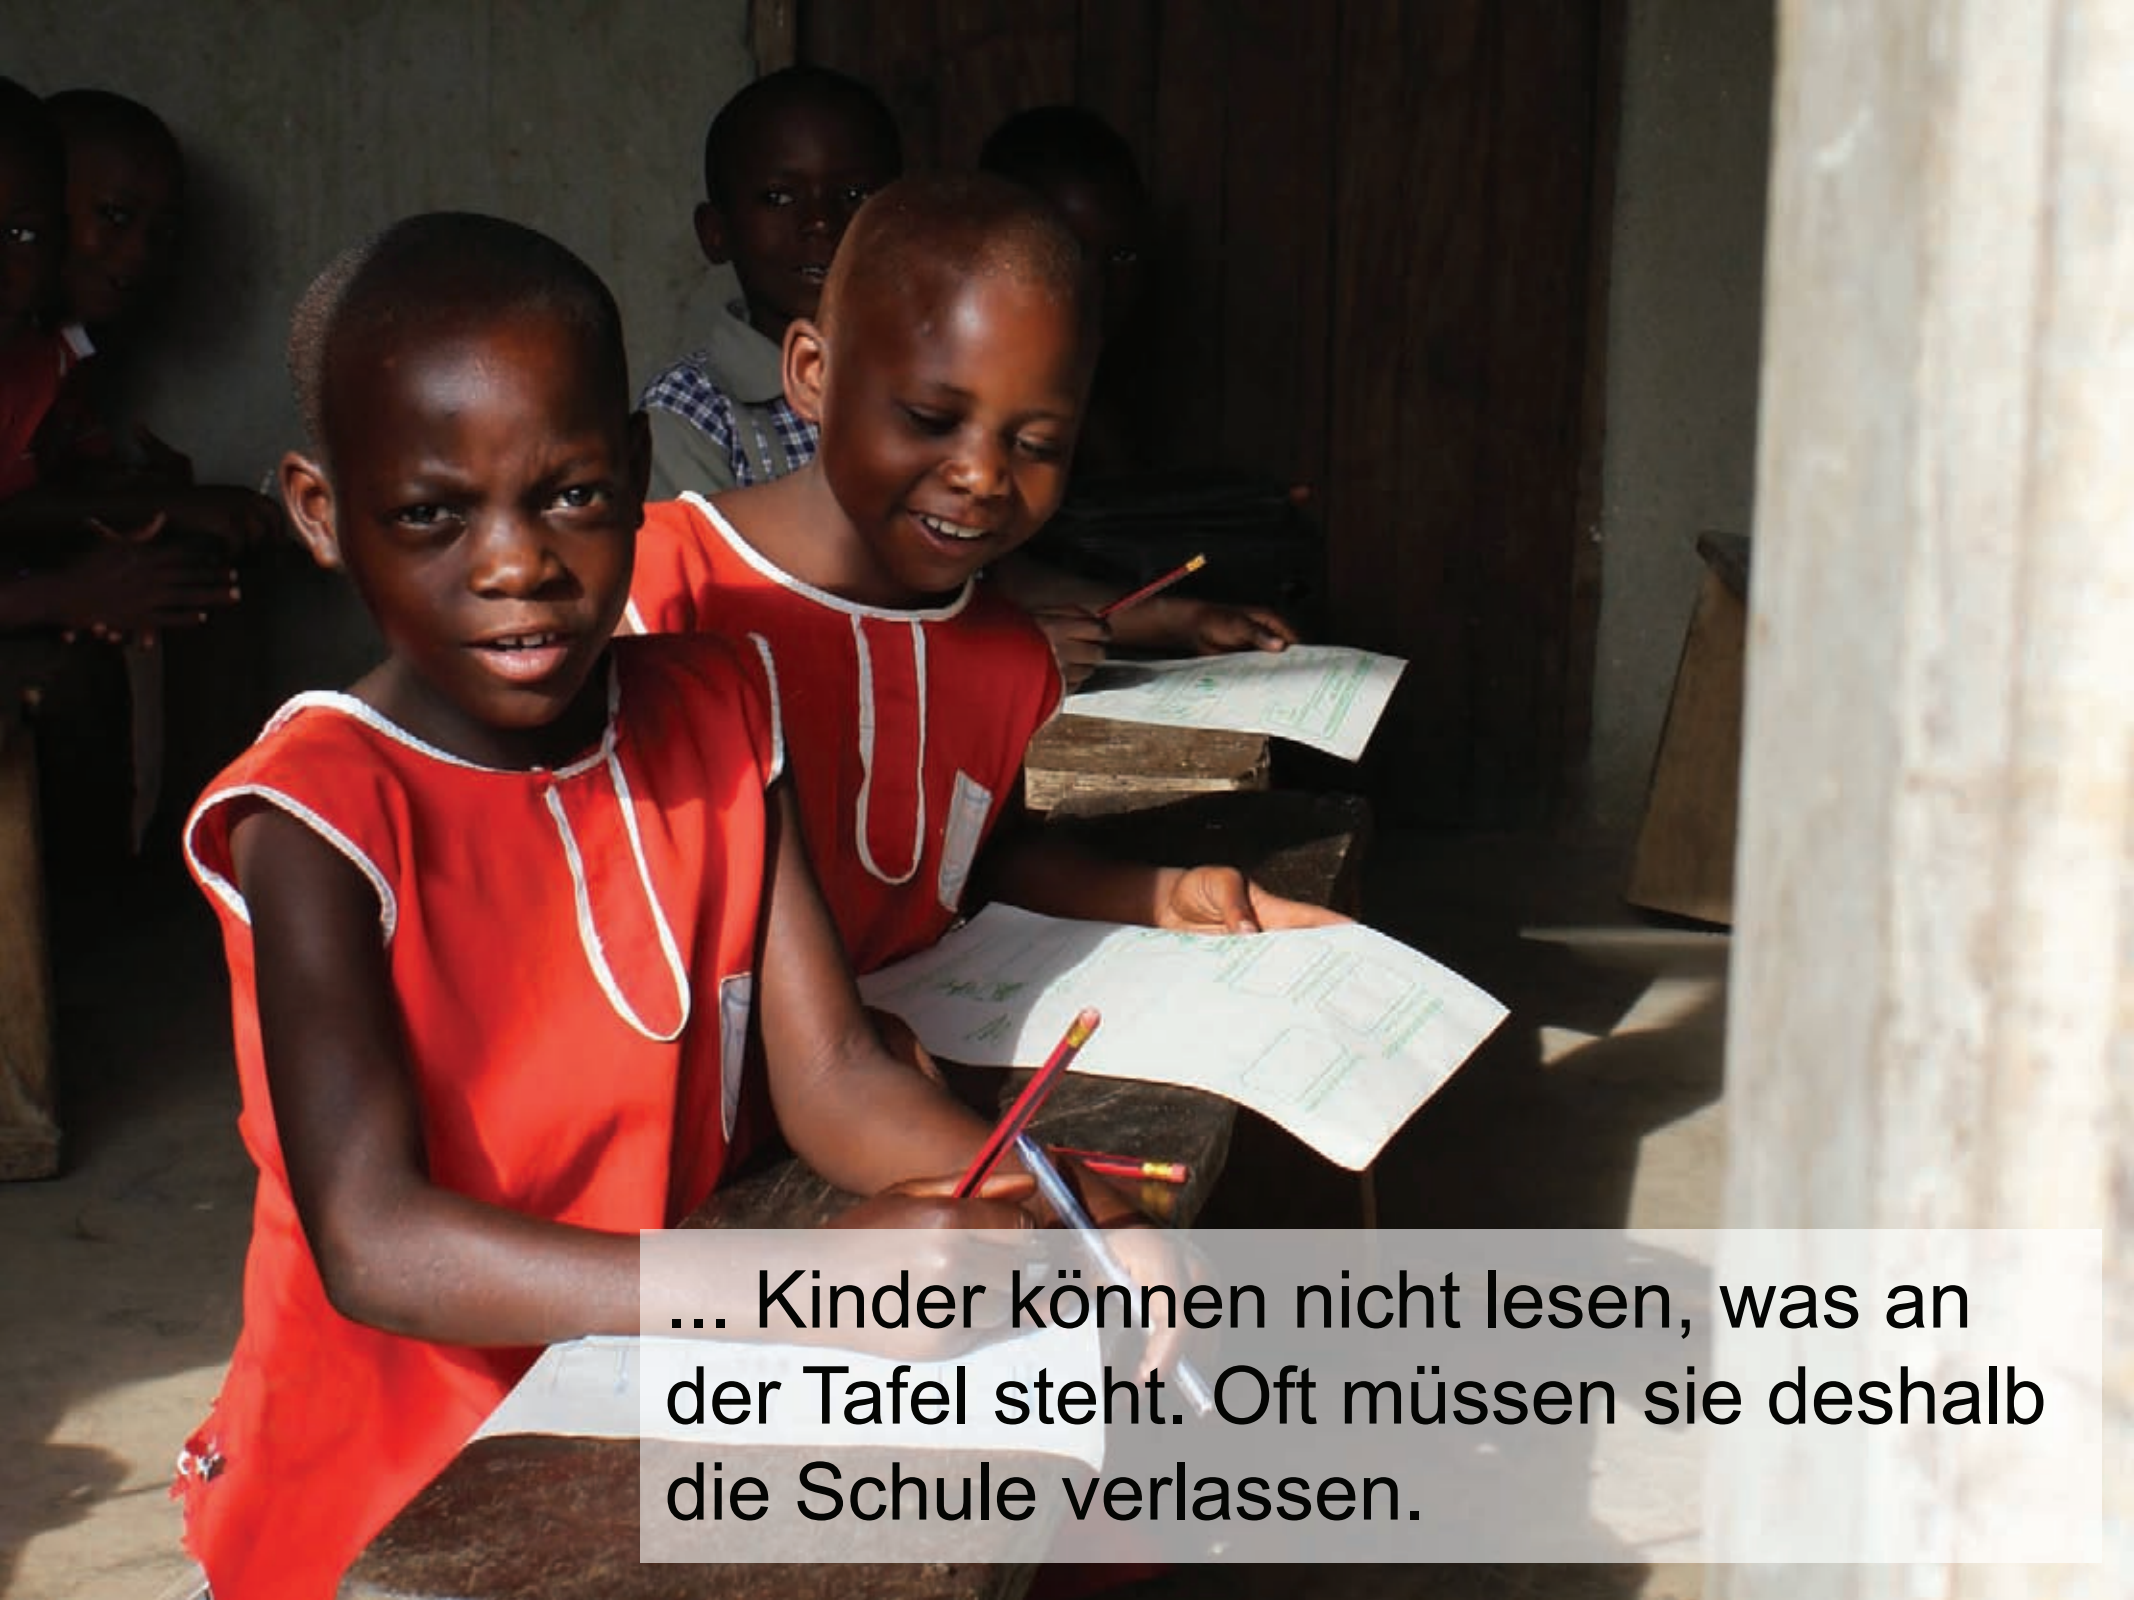 ... Kinder können nicht lesen, was an
der Tafel steht. Oft müssen sie deshalb
die Schule verlassen.